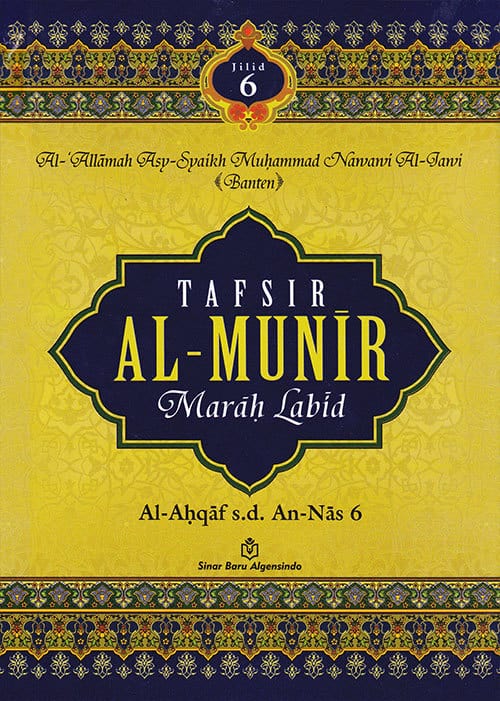 Jilid
6
Al-'Allāmah Asy-Syaikh Muḥammad Nawawi Al-Jawi
(Banten)
TAFSIR
AL-MUNĪR
Marāḥ Labīd
Al-Aḥqāf s.d. An-Nās 6
Sinar Baru Algensindo